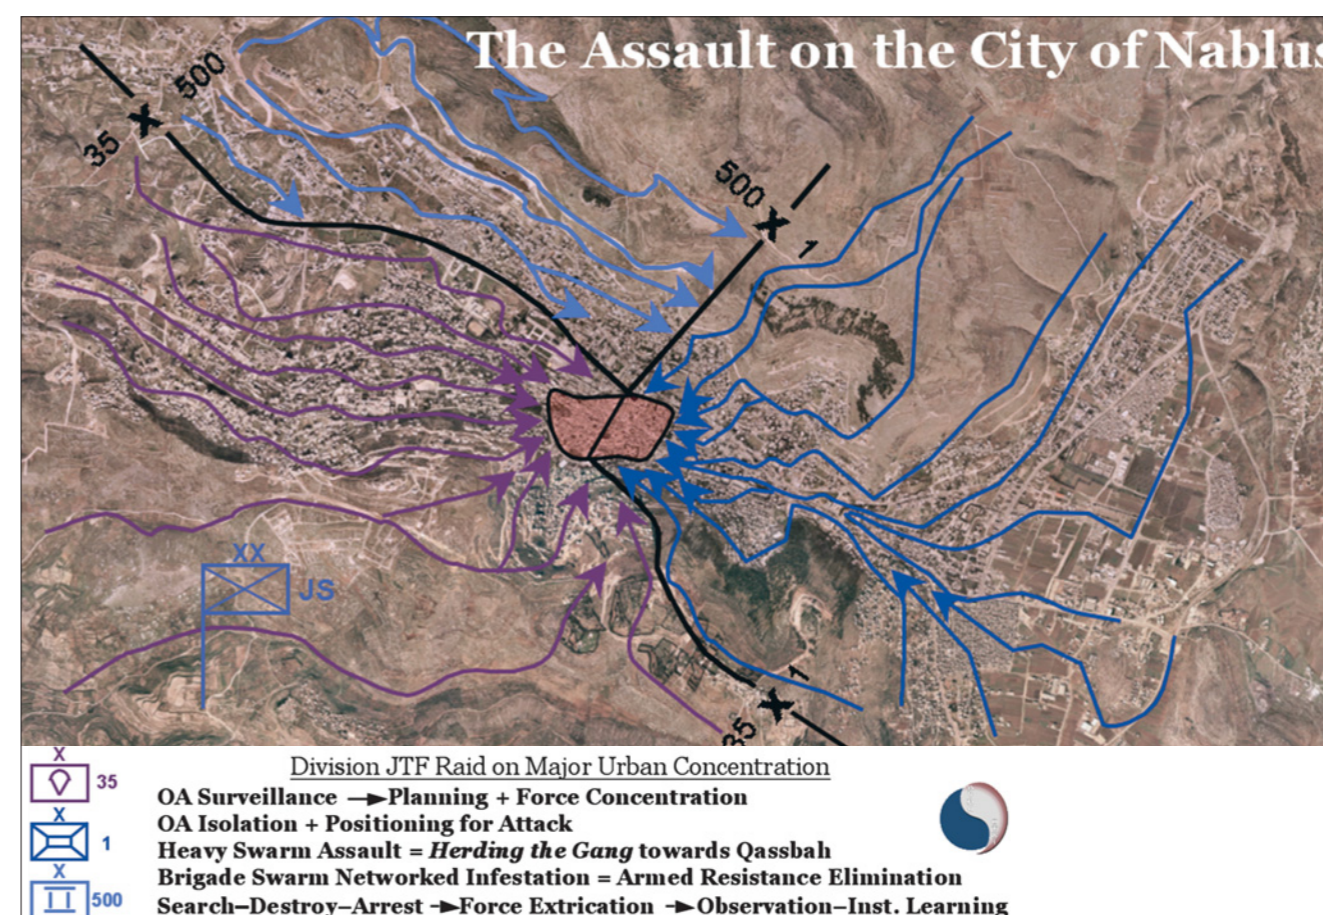 The Assault on the City of Nablus
500
35
500
1
XX
JS
1
35
X
35
Division JTF Raid on Major Urban Concentration
OA Surveillance → Planning + Force Concentration
X
1
OA Isolation + Positioning for Attack
Heavy Swarm Assault = Herding the Gang towards Qassbah
X
500
Brigade Swarm Networked Infestation = Armed Resistance Elimination
Search–Destroy–Arrest → Force Extrication → Observation–Inst. Learning